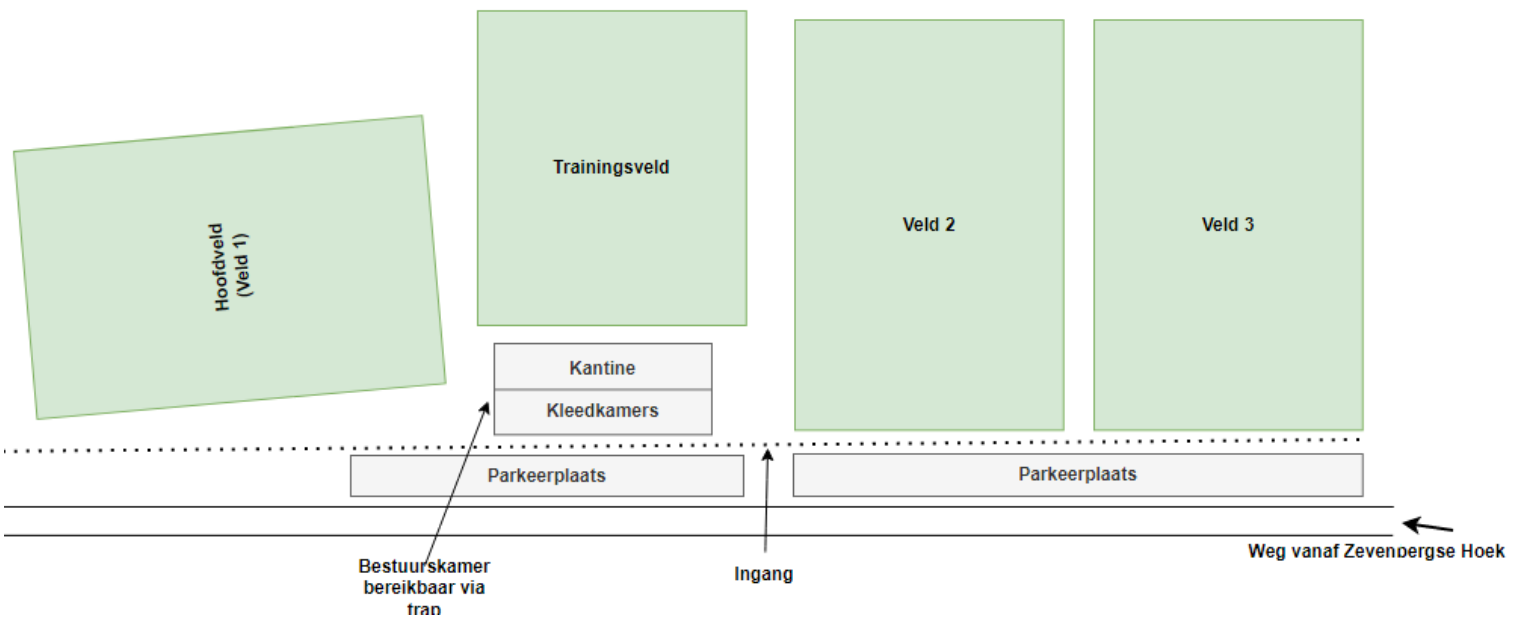 Trainingsveld
Hoofdveld
(Veld 1)
Veld 2
Veld 3
Kantine
Kleedkamers
Parkeerplaats
Parkeerplaats
Weg vanaf Zevenbergse Hoek
Bestuurskamer
bereikbaar via
trap
Ingang